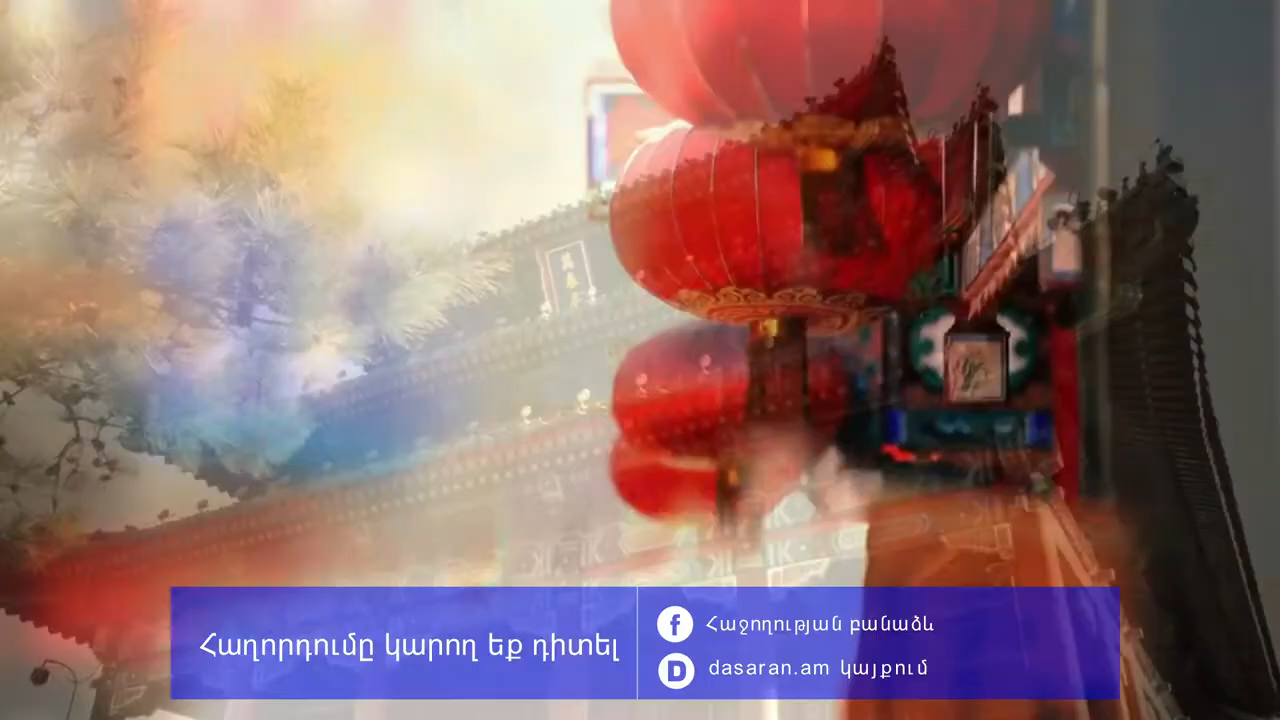 Հաղորդումը կարող եք դիտել
Հաջողության բանաձև
dasaran.am կայքում